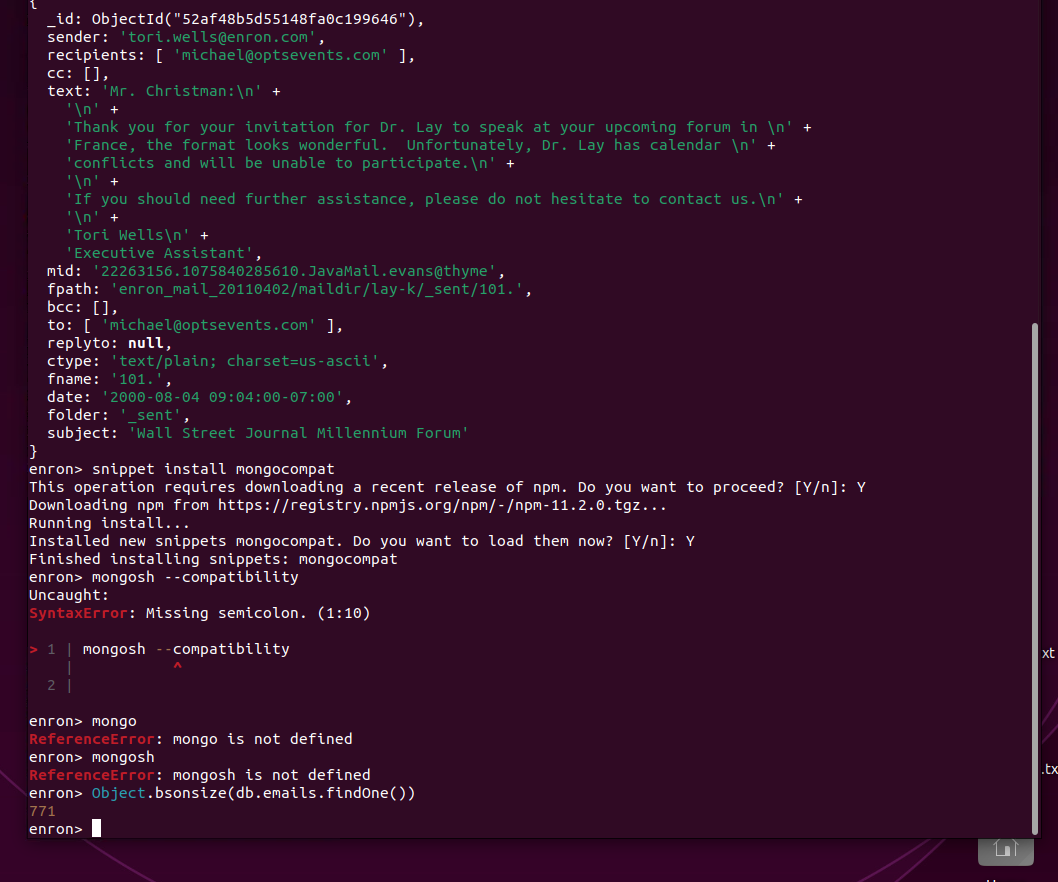 {
  _id: ObjectId("52af48b5d55148fa0c199646"),
  sender: 'tori.wells@enron.com',
  recipients: [ 'michael@optsevents.com' ],
  cc: [],
  text: 'Mr. Christman:\n' +
    '\n' +
    'Thank you for your invitation for Dr. Lay to speak at your upcoming forum in \n' +
    'France, the format looks wonderful.  Unfortunately, Dr. Lay has calendar \n' +
    'conflicts and will be unable to participate.\n' +
    '\n' +
    'If you should need further assistance, please do not hesitate to contact us.\n' +
    '\n' +
    'Tori Wells\n' +
    'Executive Assistant',
  mid: '22263156.1075840285610.JavaMail.evans@thyme',
  fpath: 'enron_mail_20110402/maildir/lay-k/_sent/101.',
  bcc: [],
  to: [ 'michael@optsevents.com' ],
  replyto: null,
  ctype: 'text/plain; charset=us-ascii',
  fname: '101.',
  date: '2000-08-04 09:04:00-07:00',
  folder: '_sent',
  subject: 'Wall Street Journal Millennium Forum'
}
enron> snippet install mongocompat
This operation requires downloading a recent release of npm. Do you want to proceed? [Y/n]: Y
Downloading npm from https://registry.npmjs.org/npm/-/npm-11.2.0.tgz...
Running install...
Installed new snippets mongocompat. Do you want to load them now? [Y/n]: Y
Finished installing snippets: mongocompat
enron> mongosh --compatibility
Uncaught:
SyntaxError: Missing semicolon. (1:10)

> 1 | mongosh --compatibility
    |           ^
  2 |

enron> mongo
ReferenceError: mongo is not defined
enron> mongosh
ReferenceError: mongosh is not defined
enron> Object.bsonsize(db.emails.findOne())
771
enron>
xt
.tx